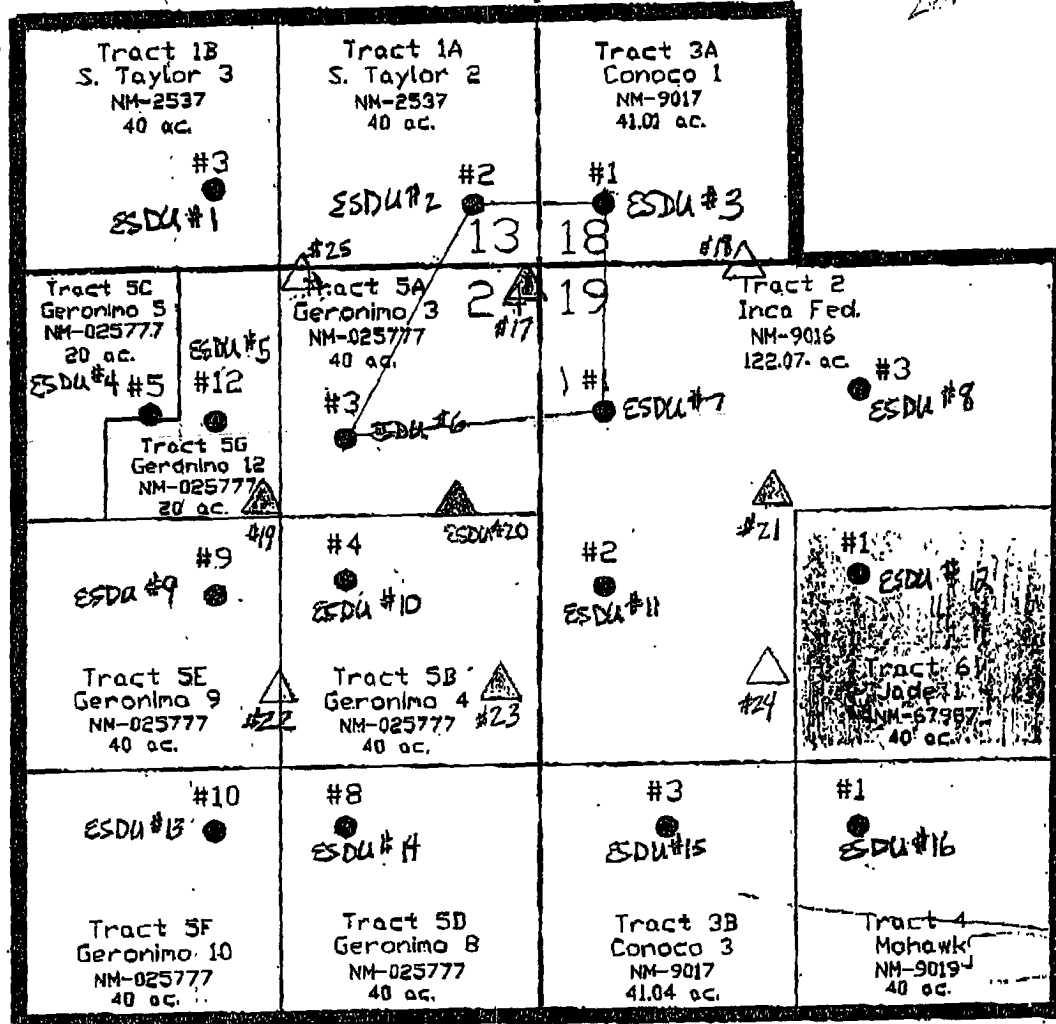 Tract 1B
S. Taylor 3
NM-2537
40 ac.
#3
ESDU #1
Tract 1A
S. Taylor 2
NM-2537
40 ac.
#2
ESDU #2
13
Tract 3A
Conoco 1
NM-9017
#1
ESDU #3
18
#18
#25
Tract 5C
Geronimo 5
NM-025777
20 ac.
ESDU #4 #5
ESDU #5
#12
Tract 5G
Geronimo 12
NM-025777
20 ac.
#19
Tract 5A
Geronimo 3
NM-025777
40 ac.
24
#17
#3
ESDU #6
ESDU #20
19
Tract 2
Inca Fed.
NM-9016
122.07 ac.
ESDU #7
#3
ESDU #8
#21
#9
ESDU #9
Tract 5E
Geronimo 9
NM-025777
40 ac.
#22
#4
ESDU #10
Tract 5B
Geronimo 4
NM-025777
40 ac.
#23
#2
ESDU #11
#24
#1
ESDU #12
Tract 6
Jade 1
NM-67987
40 ac.
#10
ESDU #13
Tract 5F
Geronimo 10
NM-025777
40 ac.
#8
ESDU #14
Tract 5D
Geronimo 8
NM-025777
40 ac.
#3
ESDU #15
Tract 3B
Conoco 3
NM-9017
41.04 ac.
#1
ESDU #16
Tract 4
Mohawk
NM-9019
40 ac.